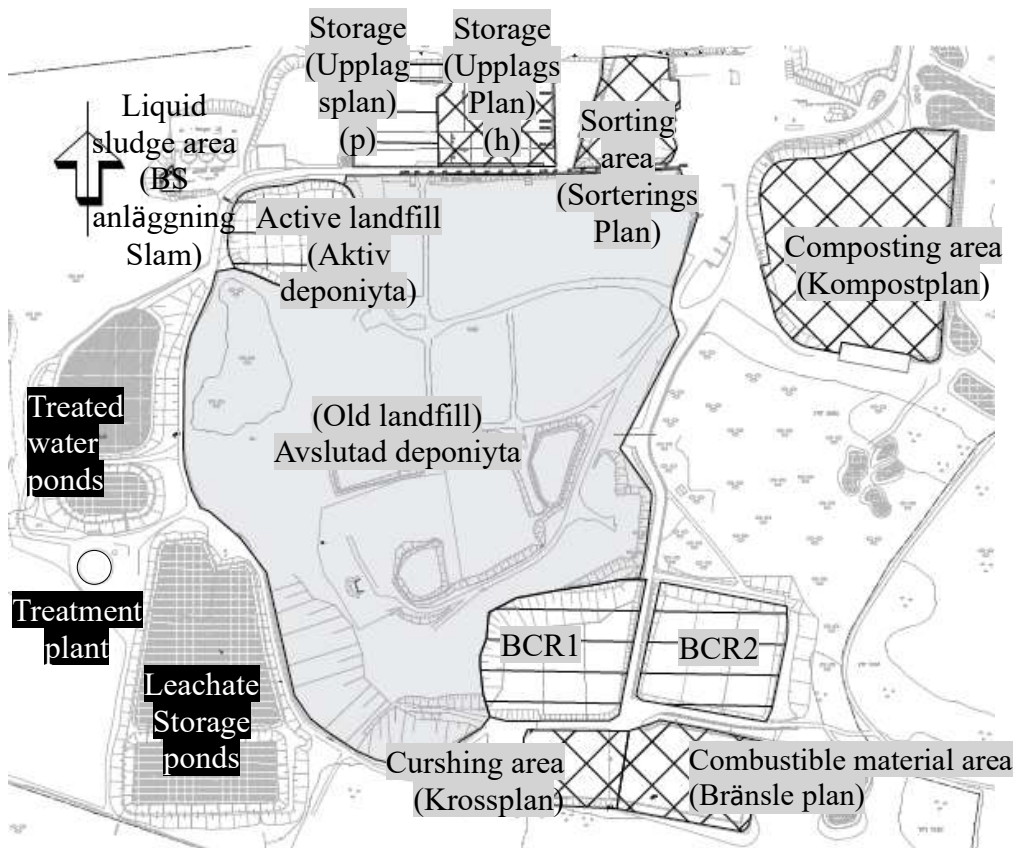 Storage
(Upplag
splan)
(p)
Storage
(Upplags
Plan)
(h)
Sorting
area
(Sorterings
Plan)
Liquid
sludge area
(BS
anläggning
Slam)
Active landfill
(Aktiv
deponiyta)
Composting area
(Kompostplan)
(Old landfill)
Avslutad deponiyta
Treated
water
ponds
Treatment
plant
Leachate
Storage
ponds
BCR1
BCR2
Curshing area
(Krossplan)
Combustible material area
(Bränsle plan)